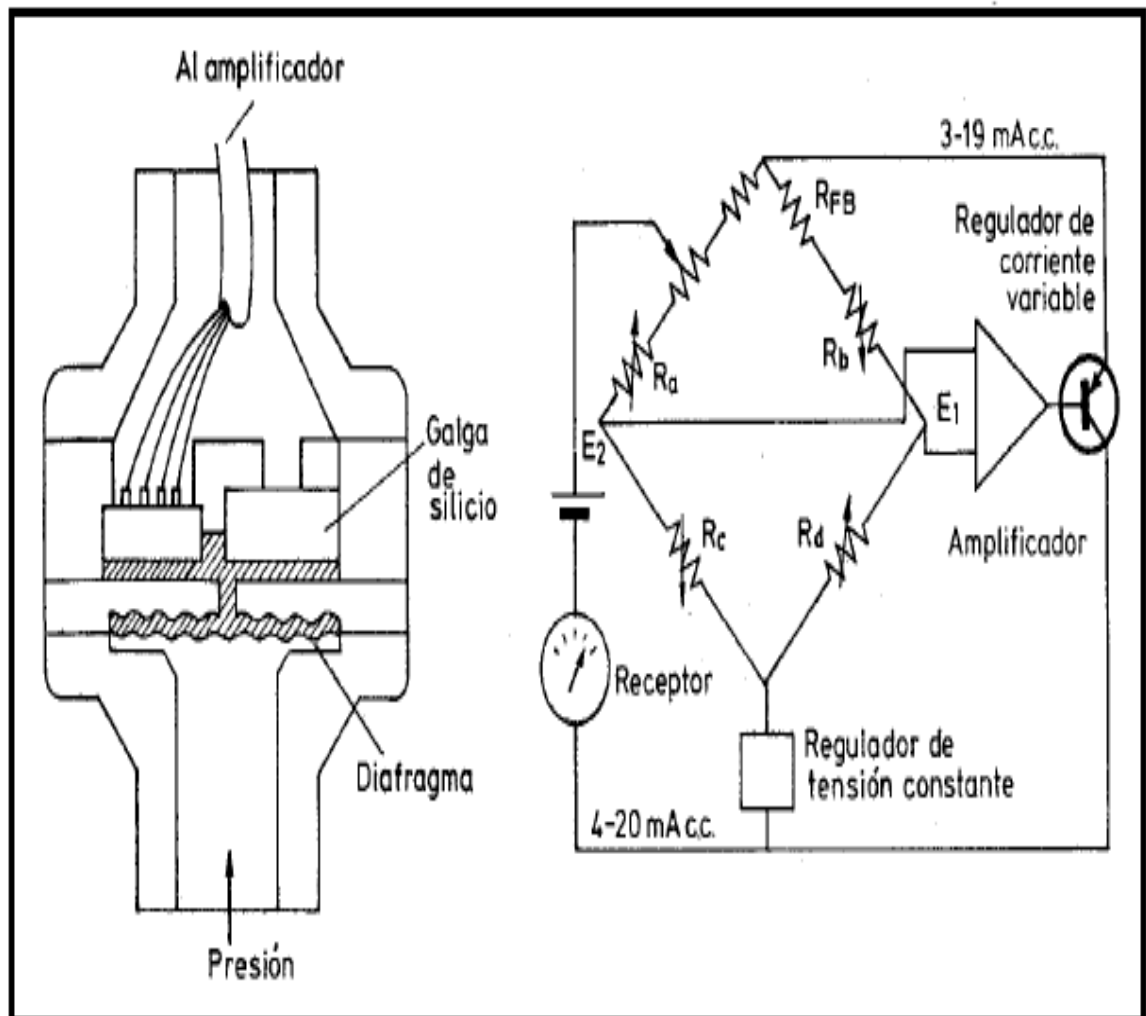 Al amplificador
Galga
de
silicio
Diafragma
Presión
3-19 mA c.c.
R_FB
Regulador de
corriente
variable
R_a
R_b
E_1
E_2
R_c
R_d
Amplificador
Receptor
Regulador de
tensión constante
4-20 mA c.c.